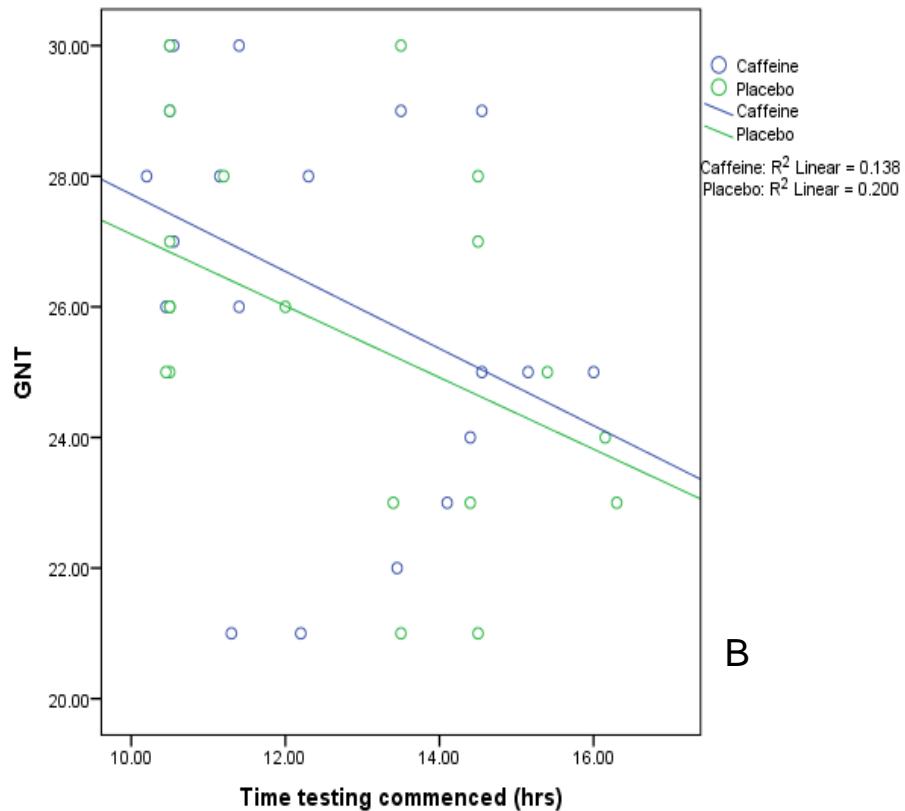 30.00
28.00
26.00
24.00
22.00
20.00
GNT
10.00 12.00 14.00 16.00
Time testing commenced (hrs)
Caffeine
Placebo
Caffeine
Placebo
Caffeine: R² Linear = 0.138
Placebo: R² Linear = 0.200
B